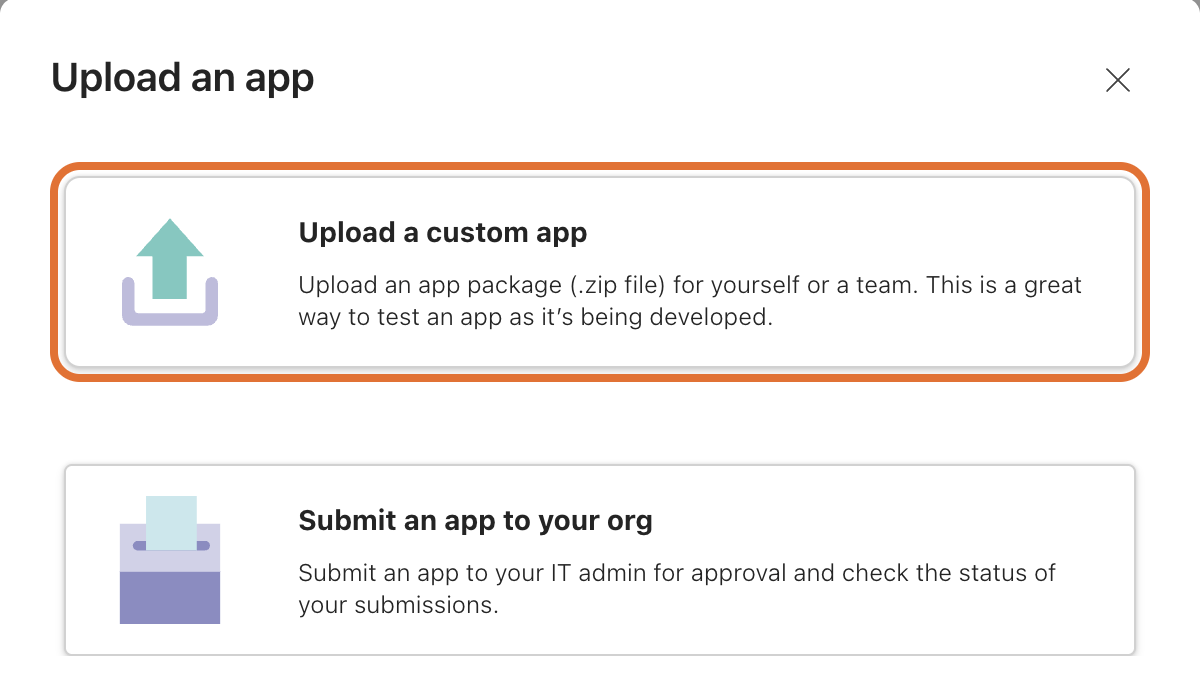 Upload an app
Upload a custom app
Upload an app package (.zip file) for yourself or a team. This is a great
way to test an app as it’s being developed.
Submit an app to your org
Submit an app to your IT admin for approval and check the status of
your submissions.